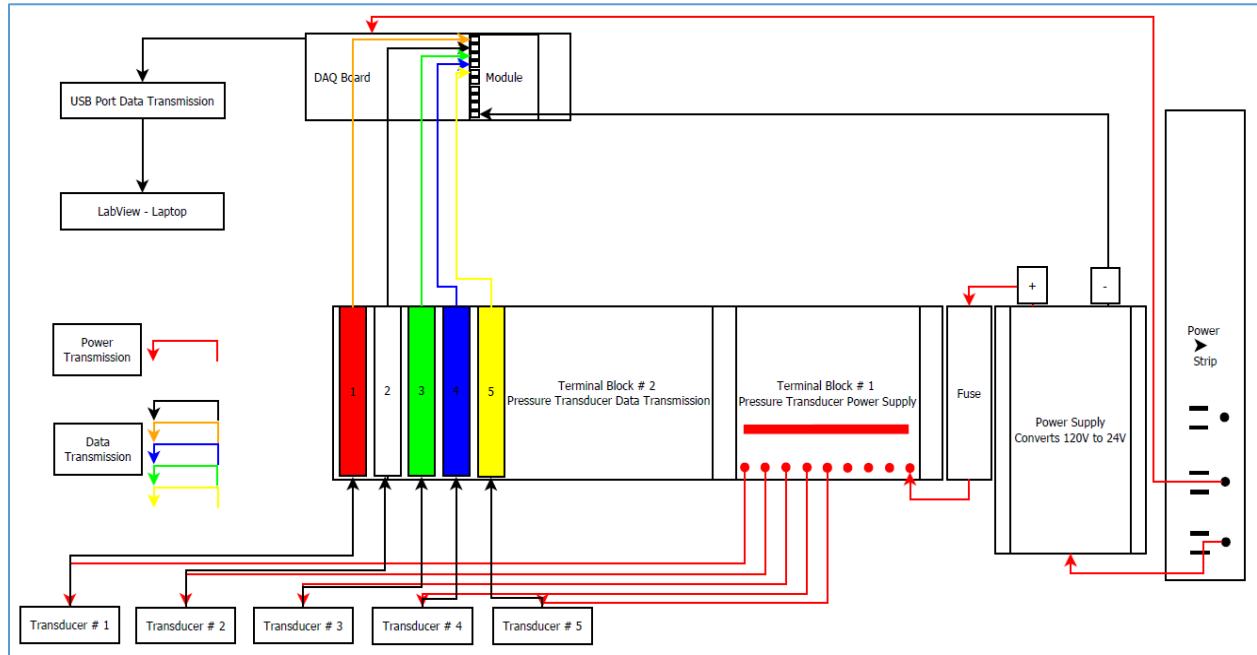 DAQ Board
Module
USB Port Data Transmission
LabView - Laptop
+
-
Power
Strip
Power
Transmission
Data
Transmission
1
2
3
4
5
Terminal Block # 2
Pressure Transducer Data Transmission
Terminal Block # 1
Pressure Transducer Power Supply
Fuse
Power Supply
Converts 120V to 24V
Transducer # 1
Transducer # 2
Transducer # 3
Transducer # 4
Transducer # 5